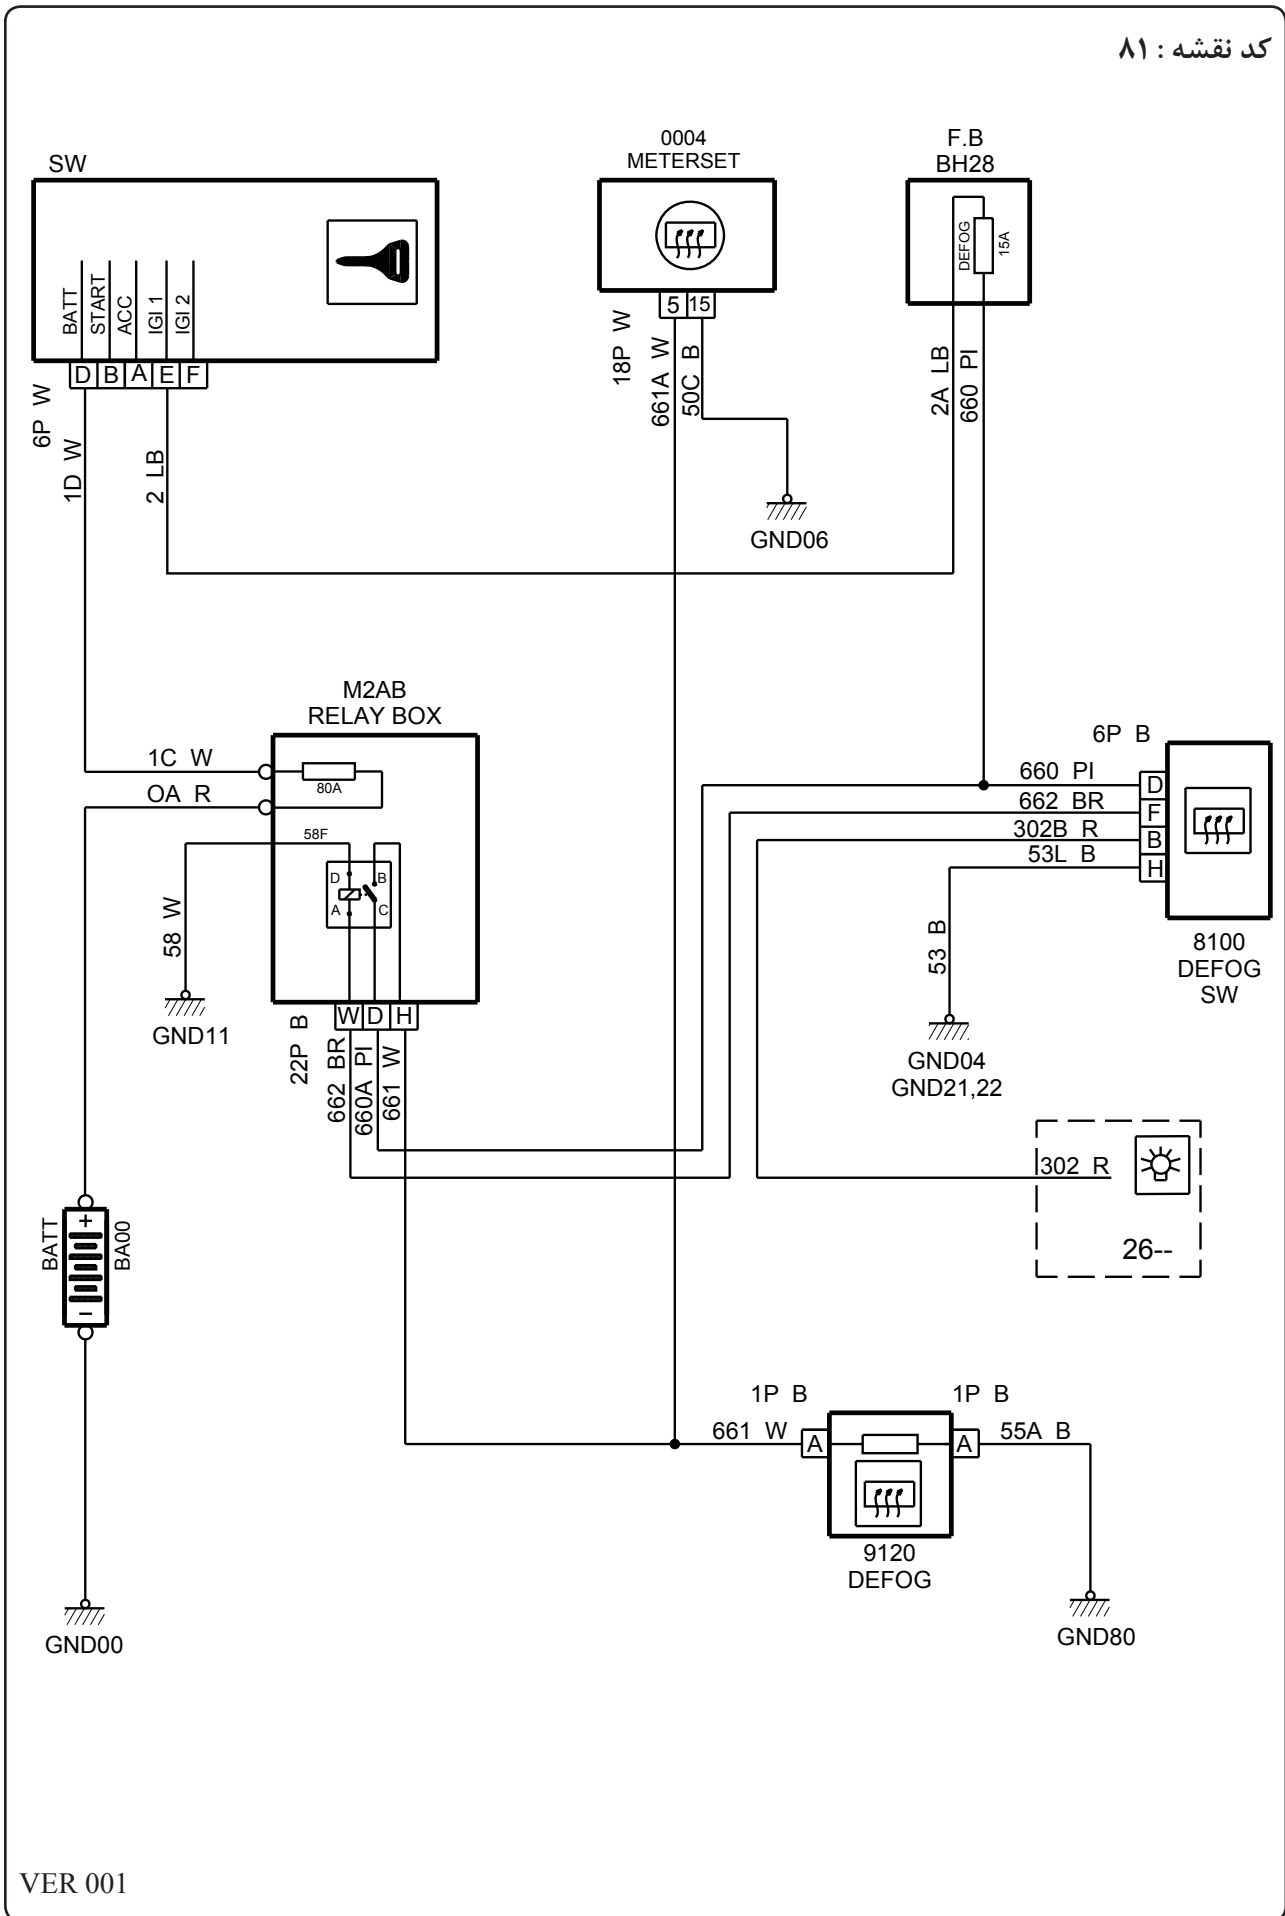 کد نقشه : ۸۱
SW
BATT
START
ACC
IGI 1
IGI 2
D B A E F
6P W
1D W
2 LB
0004
METERSET
5 15
18P W
661A W
50C B
GND06
F.B
BH28
DEFOG
15A
2A LB
660 PI
M2AB
RELAY BOX
1C W
OA R
80A
58F
D B
A C
58 W
GND11
W D H
22P B
662 BR
660A PI
661 W
6P B
660 PI
662 BR
302B R
53L B
D
F
B
H
53 B
8100
DEFOG
SW
GND04
GND21,22
302 R
26--
BATT
+
−
BA00
GND00
1P B
1P B
661 W
A
A
55A B
9120
DEFOG
GND80
VER 001